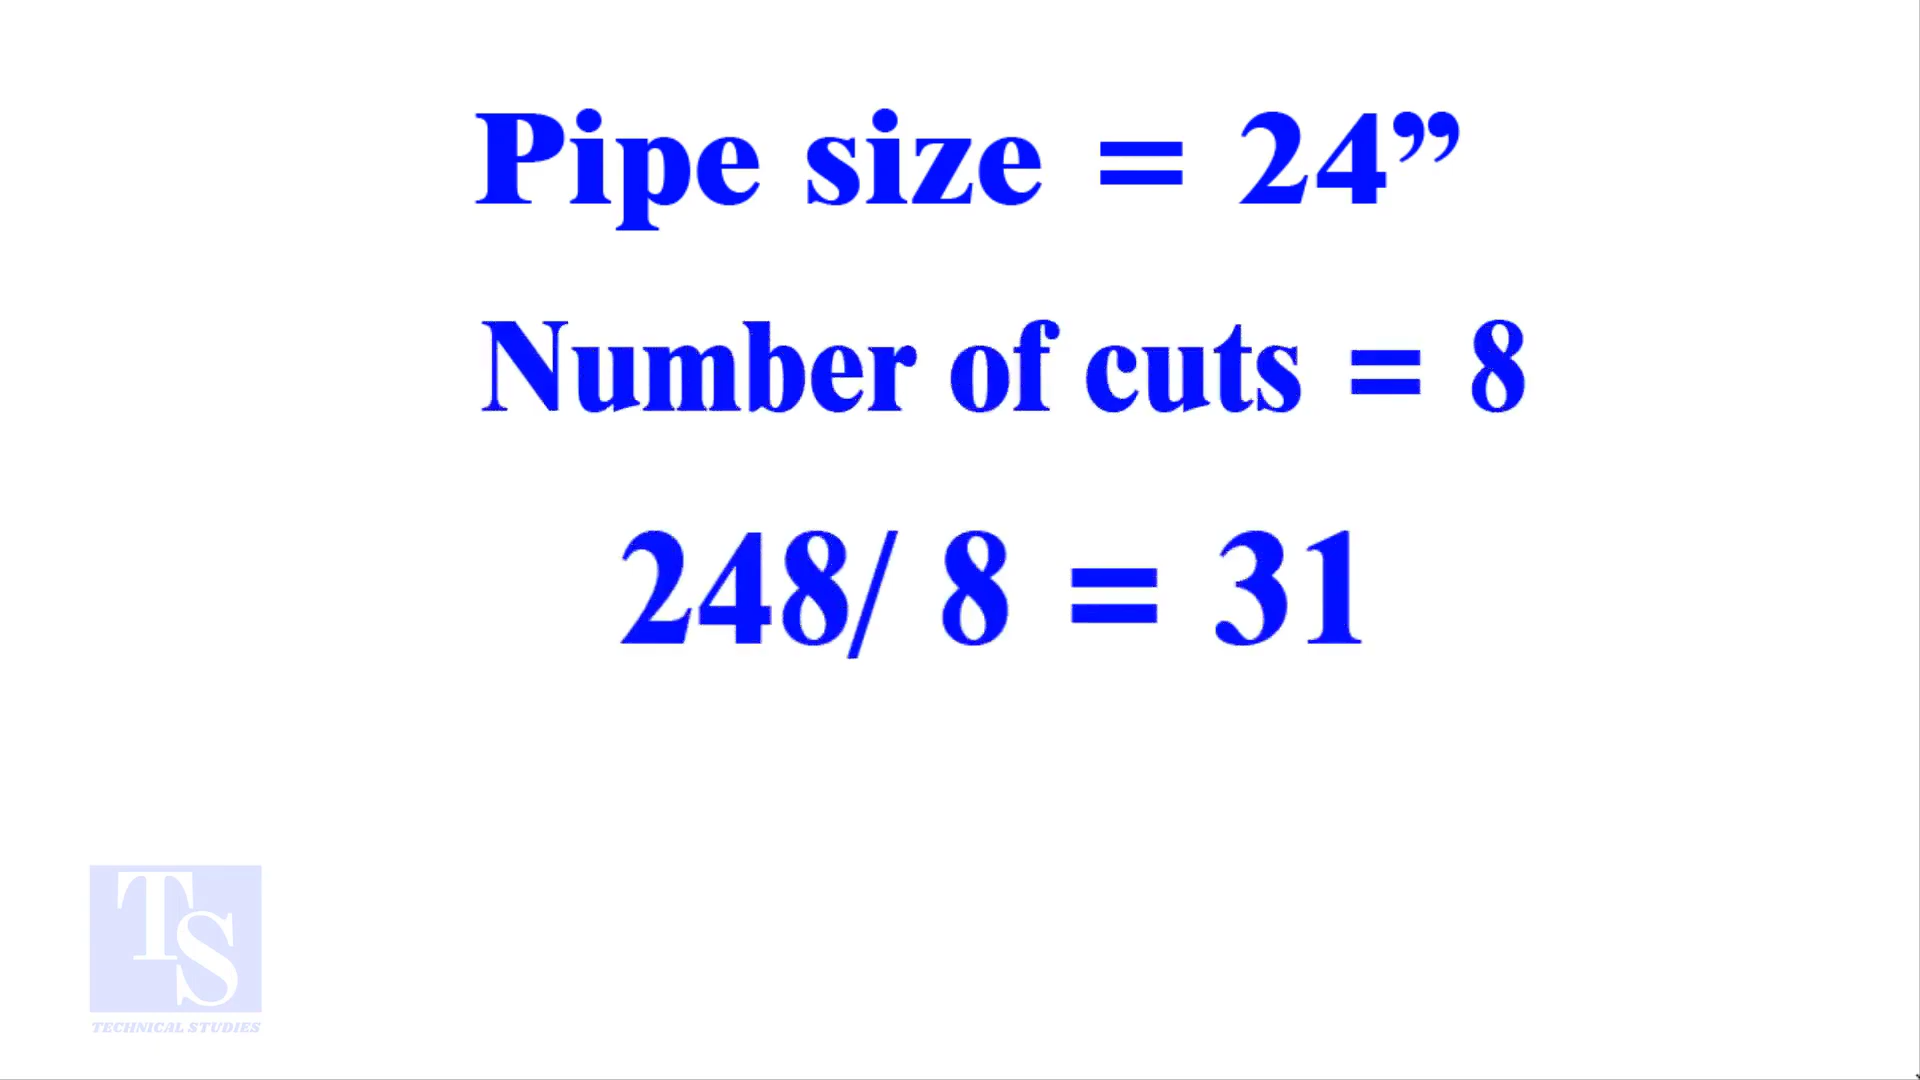 Pipe size = 24”
Number of cuts = 8
248/ 8 = 31
TS
TECHNICAL STUDIES